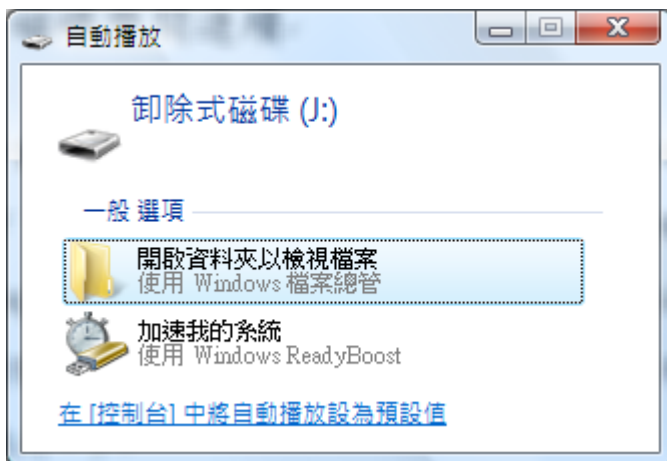 自動播放
卸除式磁碟 (J:)
一般 選項
開啟資料夾以檢視檔案
使用 Windows 檔案總管
加速我的系統
使用 Windows ReadyBoost
在 [控制台] 中將自動播放設為預設值